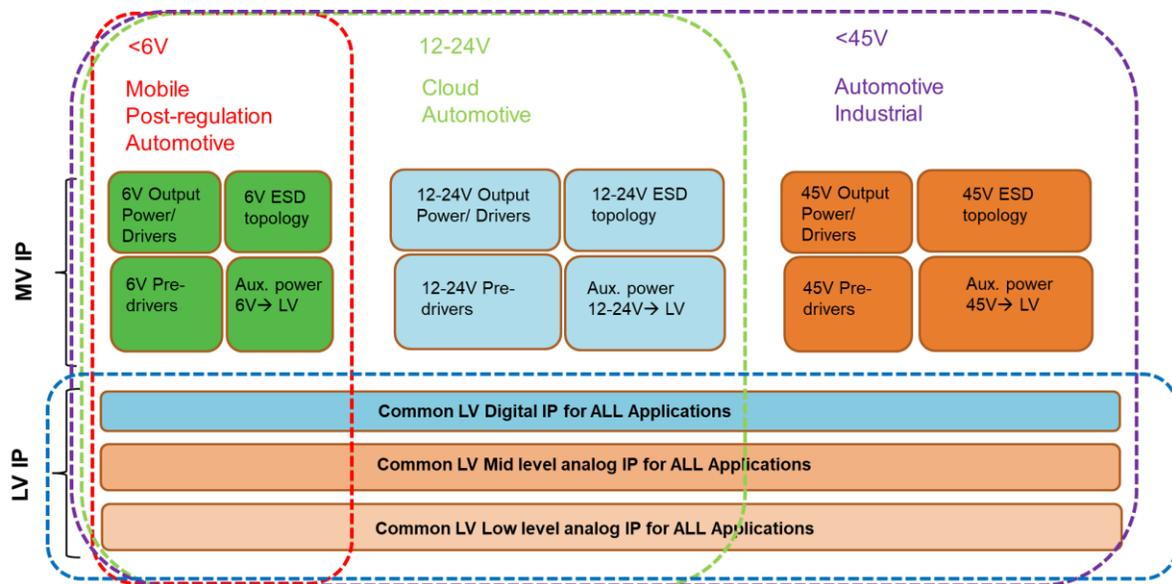 <6V
Mobile
Post-regulation
Automotive
12-24V
Cloud
Automotive
<45V
Automotive
Industrial
MV IP
6V Output
Power/
Drivers
6V ESD
topology
6V Pre-
drivers
Aux. power
6V→ LV
12-24V Output
Power/ Drivers
12-24V ESD
topology
12-24V Pre-
drivers
Aux. power
12-24V→ LV
45V Output
Power/
Drivers
45V ESD
topology
45V Pre-
drivers
Aux. power
45V→ LV
LV IP
Common LV Digital IP for ALL Applications
Common LV Mid level analog IP for ALL Applications
Common LV Low level analog IP for ALL Applications